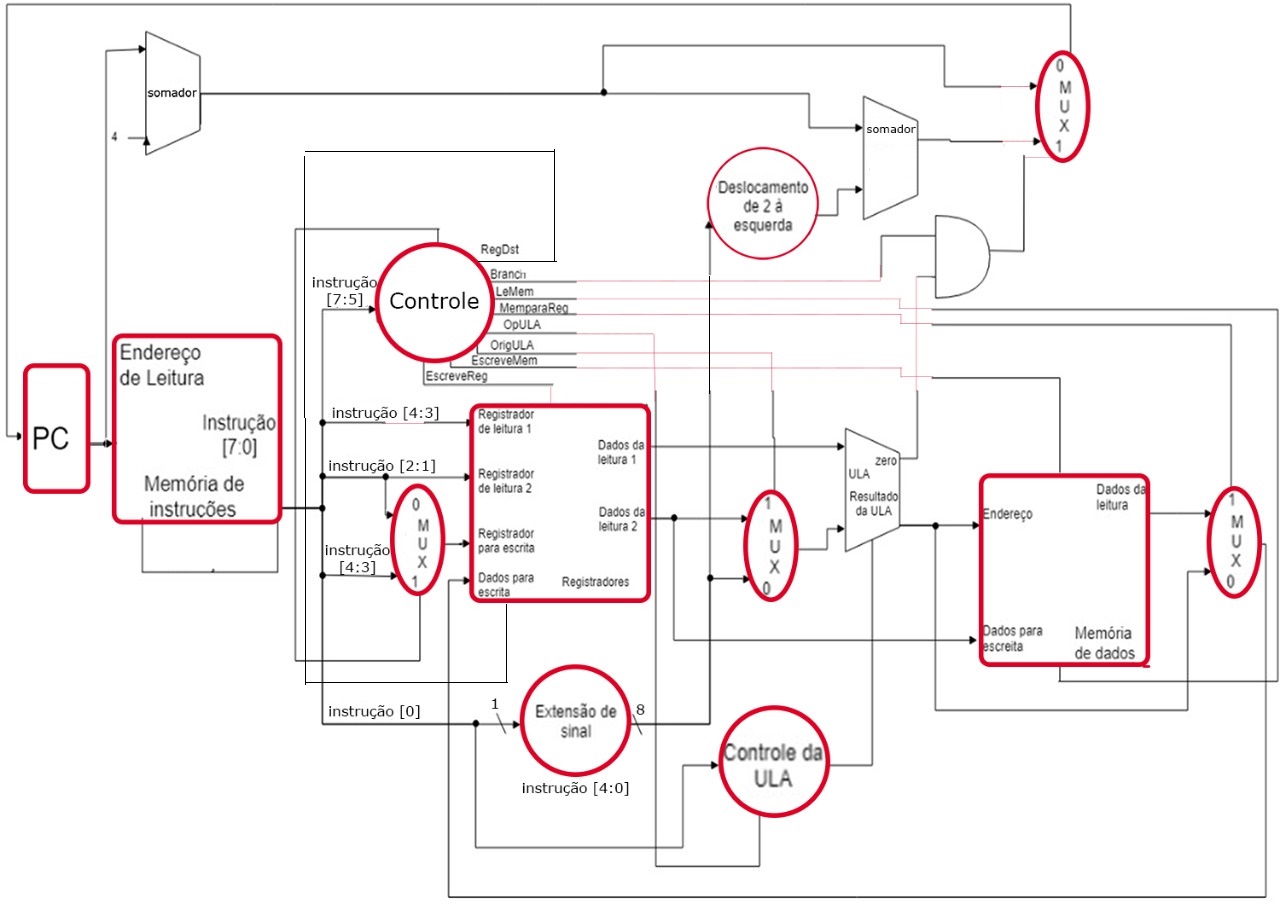 somador
4
0
M
U
X
1
somador
Deslocamento
de 2 à
esquerda
RegDst
Branch
LeMem
MemparaReg
OpULA
OrigULA
EscreveMem
EscreveReg
instrução
[7:5]
Controle
PC
Endereço
de Leitura
Instrução
[7:0]
Memória de
instruções
instrução [4:3]
instrução [2:1]
instrução
[4:3]
0
M
U
X
1
Registrador
de leitura 1
Registrador
de leitura 2
Registrador
para escrita
Dados para
escrita
Dados da
leitura 1
Dados da
leitura 2
Registradores
1
M
U
X
0
zero
ULA
Resultado
da ULA
Endereço
Dados da
leitura
Dados para
escreita
Memória
de dados
1
M
U
X
0
instrução [0]
1
Extensão de
sinal
8
instrução [4:0]
Controle da
ULA